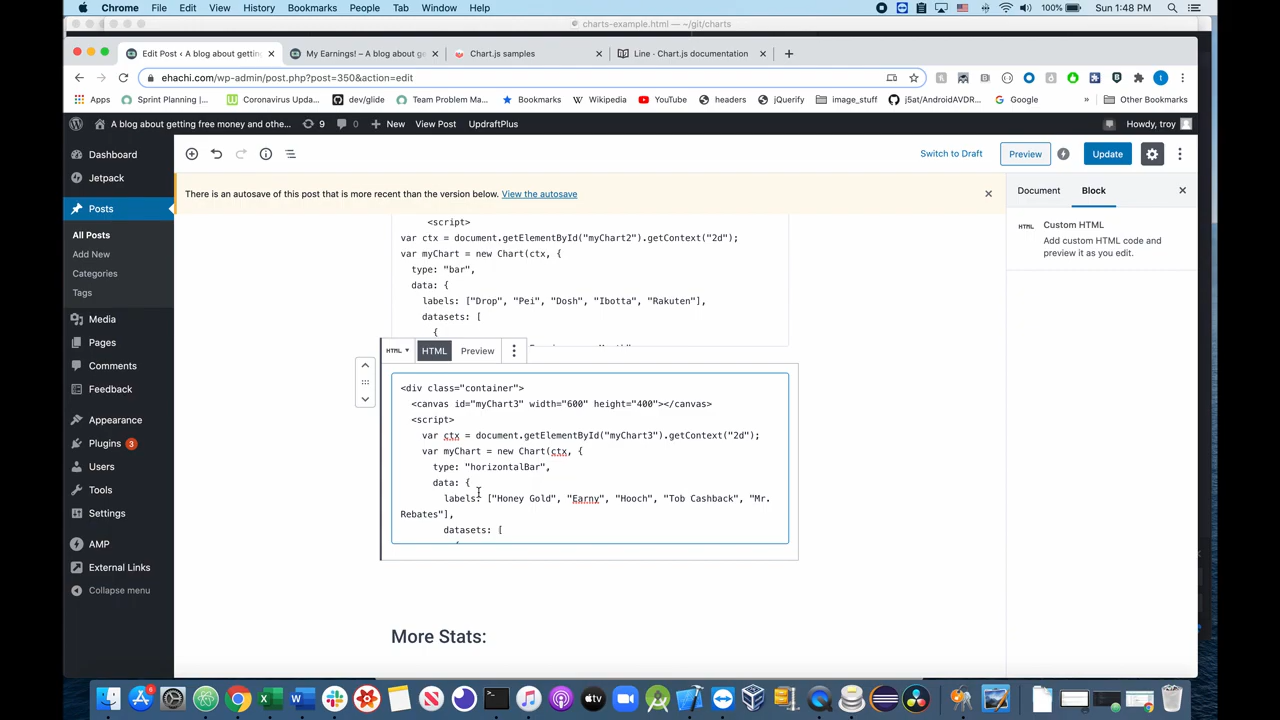 Chrome File Edit View History Bookmarks People Tab Window Help 100% Sun 1:48 PM
charts-example.html — ~/git/charts
Edit Post ‹ A blog about gettin My Earnings! – A blog about ge Chart.js samples Line - Chart.js documentation
ehachi.com/wp-admin/post.php?post=350&action=edit
Apps Sprint Planning |... Coronavirus Upda... dev/glide Team Problem Ma... Bookmarks Wikipedia YouTube headers jQuerify image_stuff j5at/AndroidAVDR... Google » Other Bookmarks
A blog about getting free money and othe... 9 0 New View Post UpdraftPlus Howdy, troy
Dashboard
Jetpack
Posts
All Posts
Add New
Categories
Tags
Media
Pages
Comments
Feedback
Appearance
Plugins 3
Users
Tools
Settings
AMP
External Links
Collapse menu
Switch to Draft Preview Update
There is an autosave of this post that is more recent than the version below. View the autosave
Document Block
Custom HTML
Add custom HTML code and
preview it as you edit.
<script>
var ctx = document.getElementById("myChart2").getContext("2d");
var myChart = new Chart(ctx, {
type: "bar",
data: {
labels: ["Drop", "Pei", "Dosh", "Ibotta", "Rakuten"],
datasets: [
{
HTML HTML Preview
<div class="container">
<canvas id="myChart3" width="600" height="400"></canvas>
<script>
var ctx = document.getElementById("myChart3").getContext("2d");
var myChart = new Chart(ctx, {
type: "horizontalBar",
data: {
labels: ["Honey Gold", "Earny", "Hooch", "Tob Cashback", "Mr.
Rebates"],
datasets: [
More Stats: